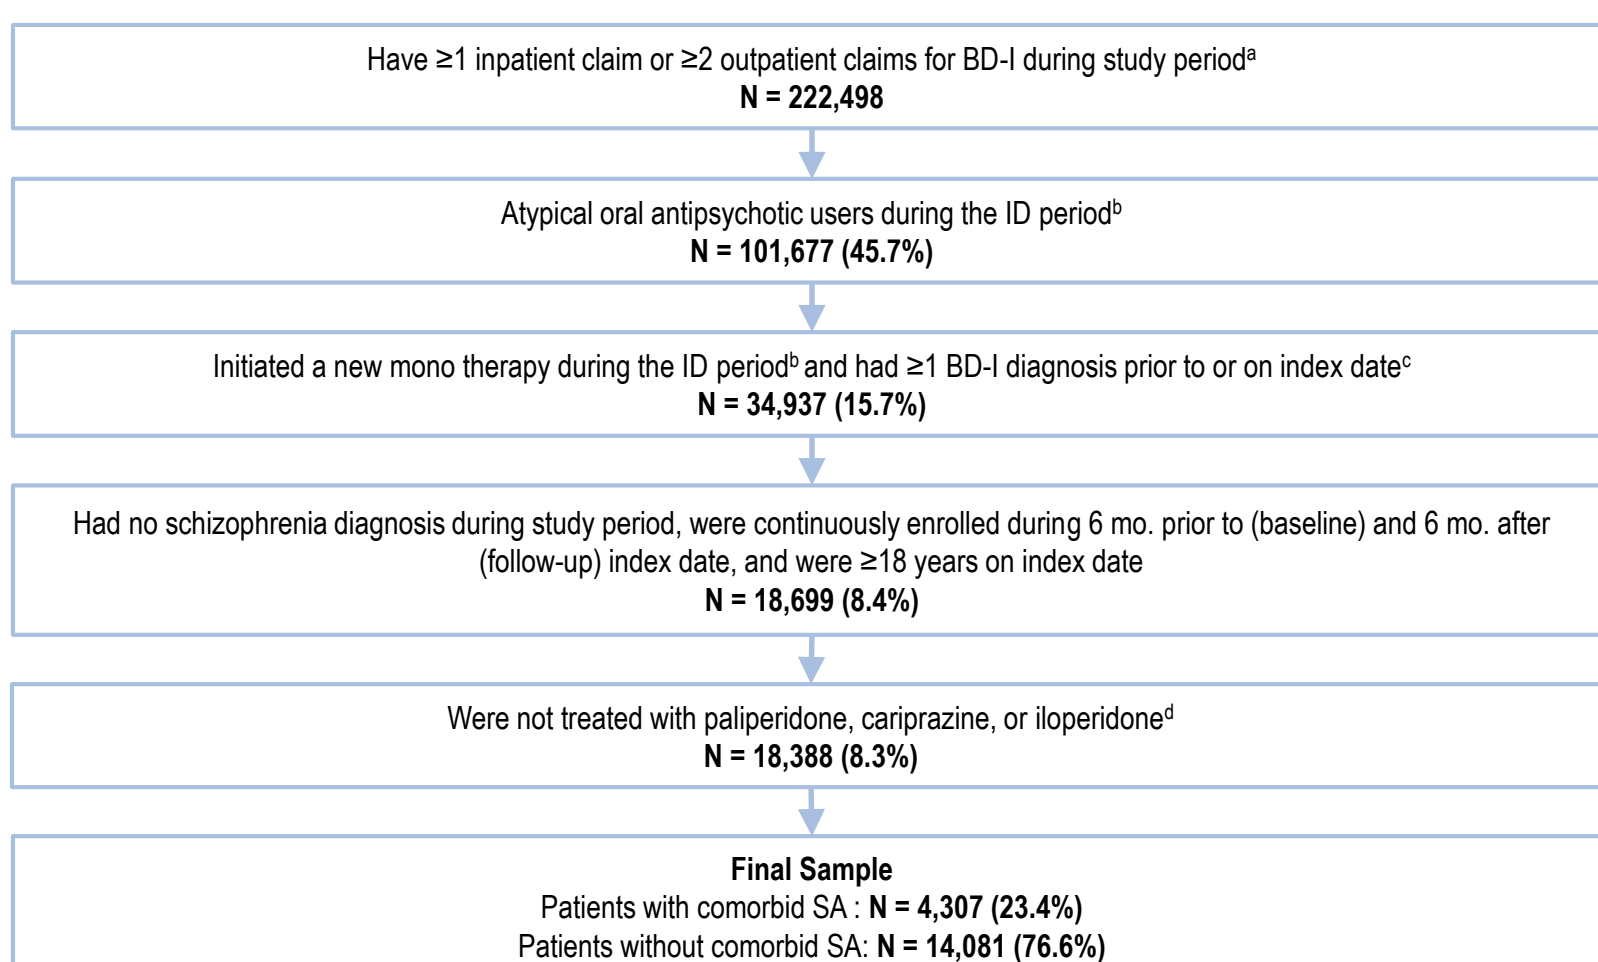 Have ≥1 inpatient claim or ≥2 outpatient claims for BD-I during study periodᵃ
N = 222,498
Atypical oral antipsychotic users during the ID periodᵇ
N = 101,677 (45.7%)
Initiated a new mono therapy during the ID periodᵇ and had ≥1 BD-I diagnosis prior to or on index dateᶜ
N = 34,937 (15.7%)
Had no schizophrenia diagnosis during study period, were continuously enrolled during 6 mo. prior to (baseline) and 6 mo. after
(follow-up) index date, and were ≥18 years on index date
N = 18,699 (8.4%)
Were not treated with paliperidone, cariprazine, or iloperidoneᵈ
N = 18,388 (8.3%)
Final Sample
Patients with comorbid SA : N = 4,307 (23.4%)
Patients without comorbid SA: N = 14,081 (76.6%)